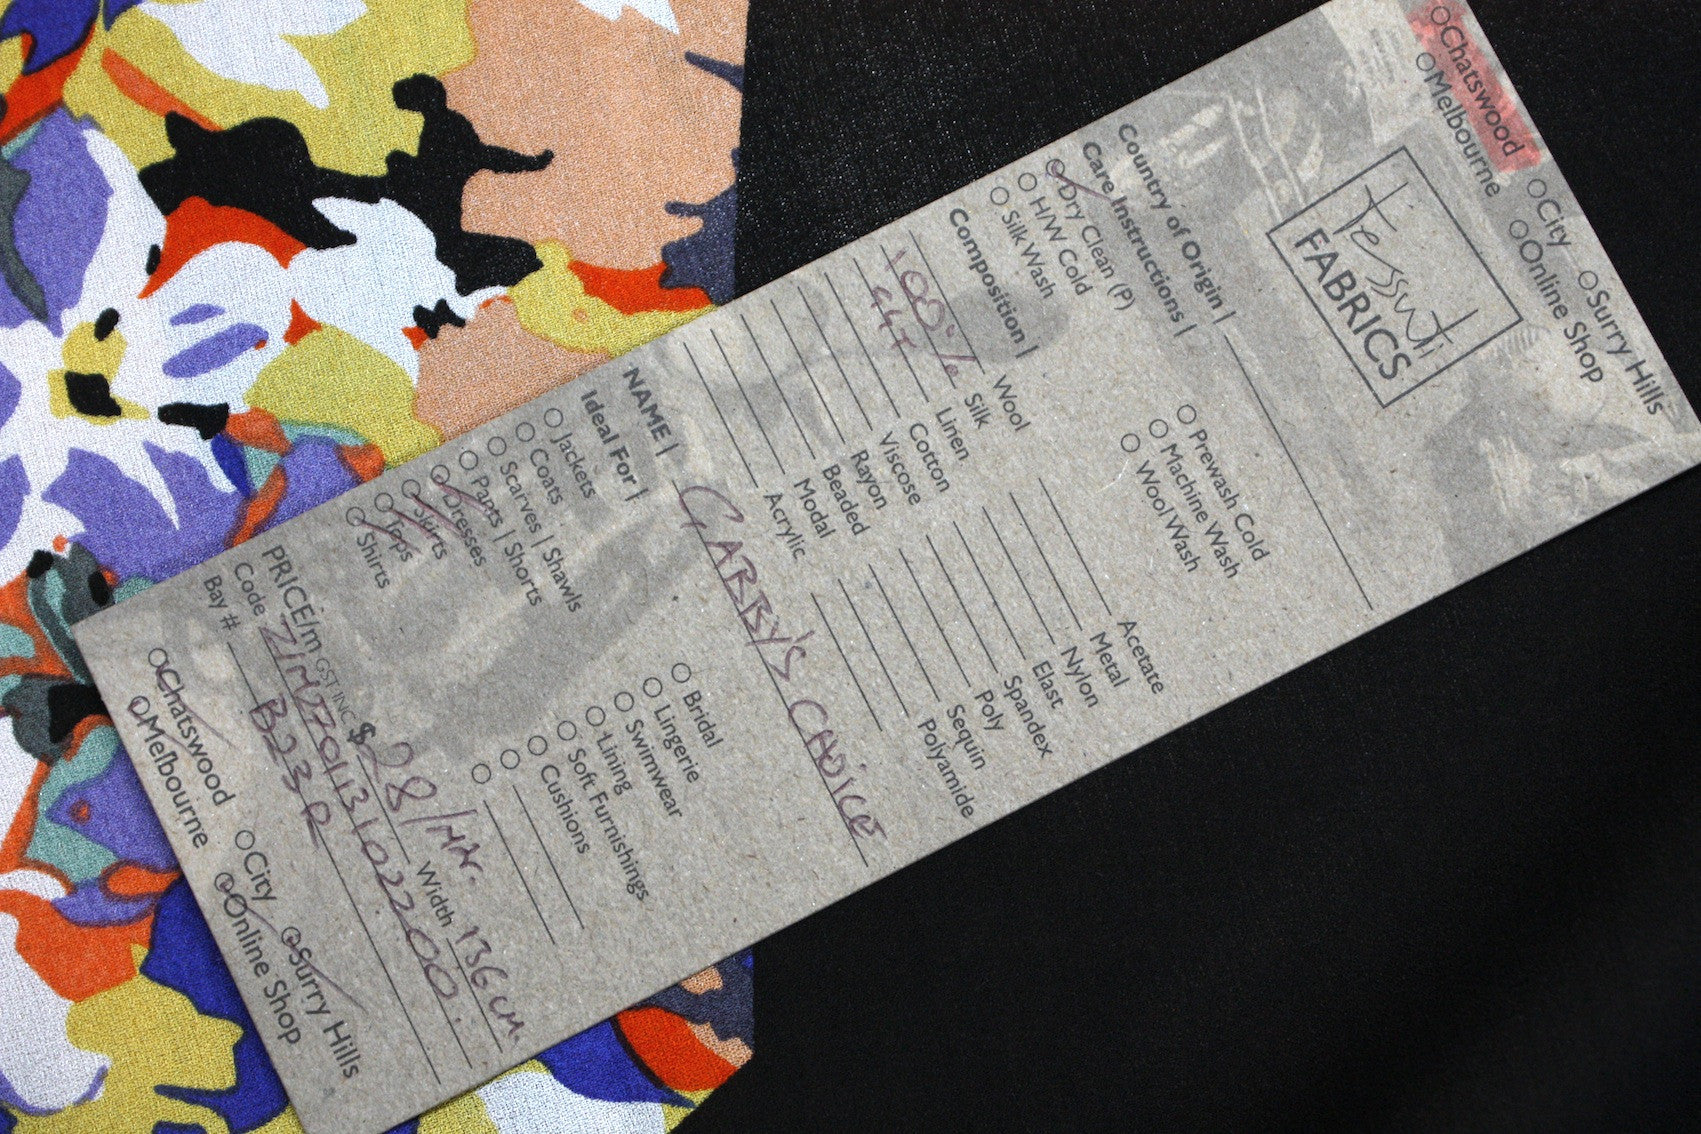 Chatswood City Surry Hills
Melbourne Online Shop
Tessuti
FABRICS
Country of Origin |
Care Instructions |
Dry Clean (P) Prewash Cold
H/W Cold Machine Wash
Silk Wash Wool Wash
Composition |
Wool Acetate
100% Silk Metal
Linen Nylon
Cotton Elast
Viscose Spandex
Rayon Poly
Beaded Sequin
Modal Polyamide
Acrylic
NAME | GABBY'S CHOICE
Ideal For |
Jackets Bridal
Coats Lingerie
Scarves | Shawls Swimwear
Pants | Shorts Lining
Dresses Soft Furnishings
Skirts Cushions
Tops
Shirts
PRICE/m GST INC $28/Mtr. Width 136cm.
Code ZIM270113102200.
Bay # B23R
Chatswood City Surry Hills
Melbourne Online Shop